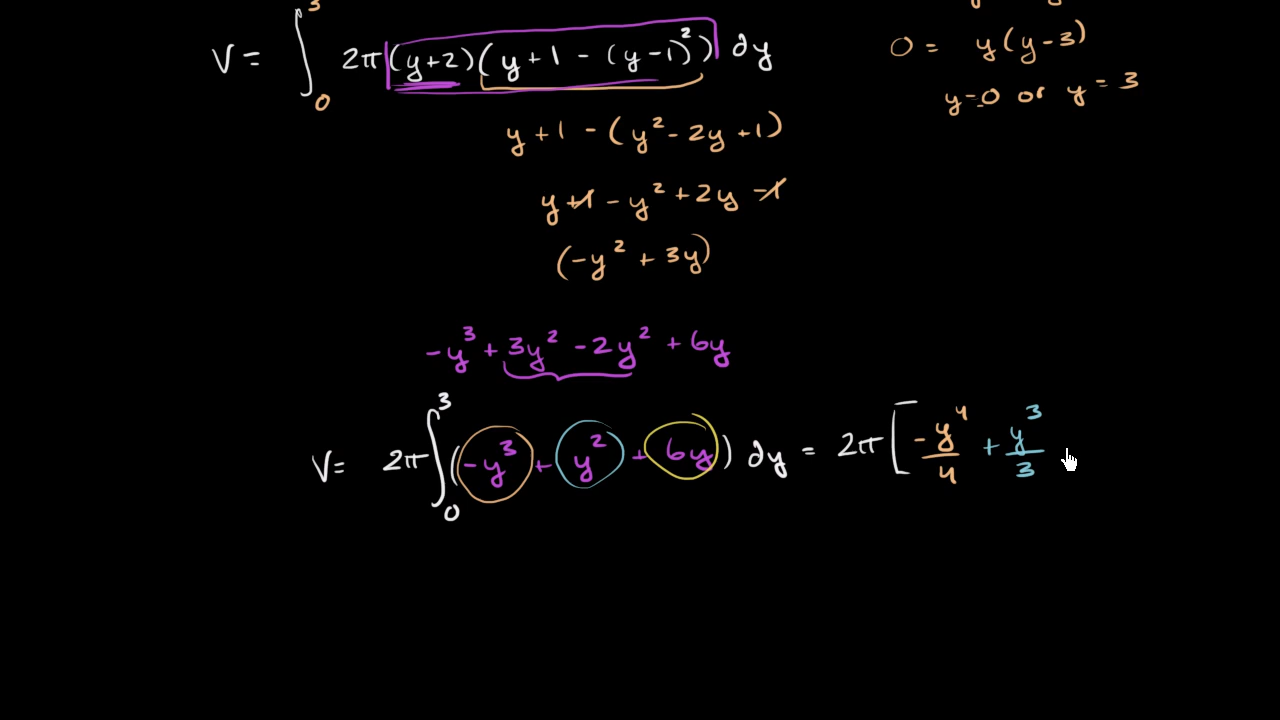 0 = y(y-3)
V = ∫₀³ 2π(y+2)(y+1-(y-1)²) dy
y=0 or y=3
y+1-(y²-2y+1)
y+1-y²+2y-1
(-y²+3y)
-y³+3y²-2y²+6y
V= 2π∫₀³(-y³+y²+6y) dy = 2π[-y⁴/4 + y³/3